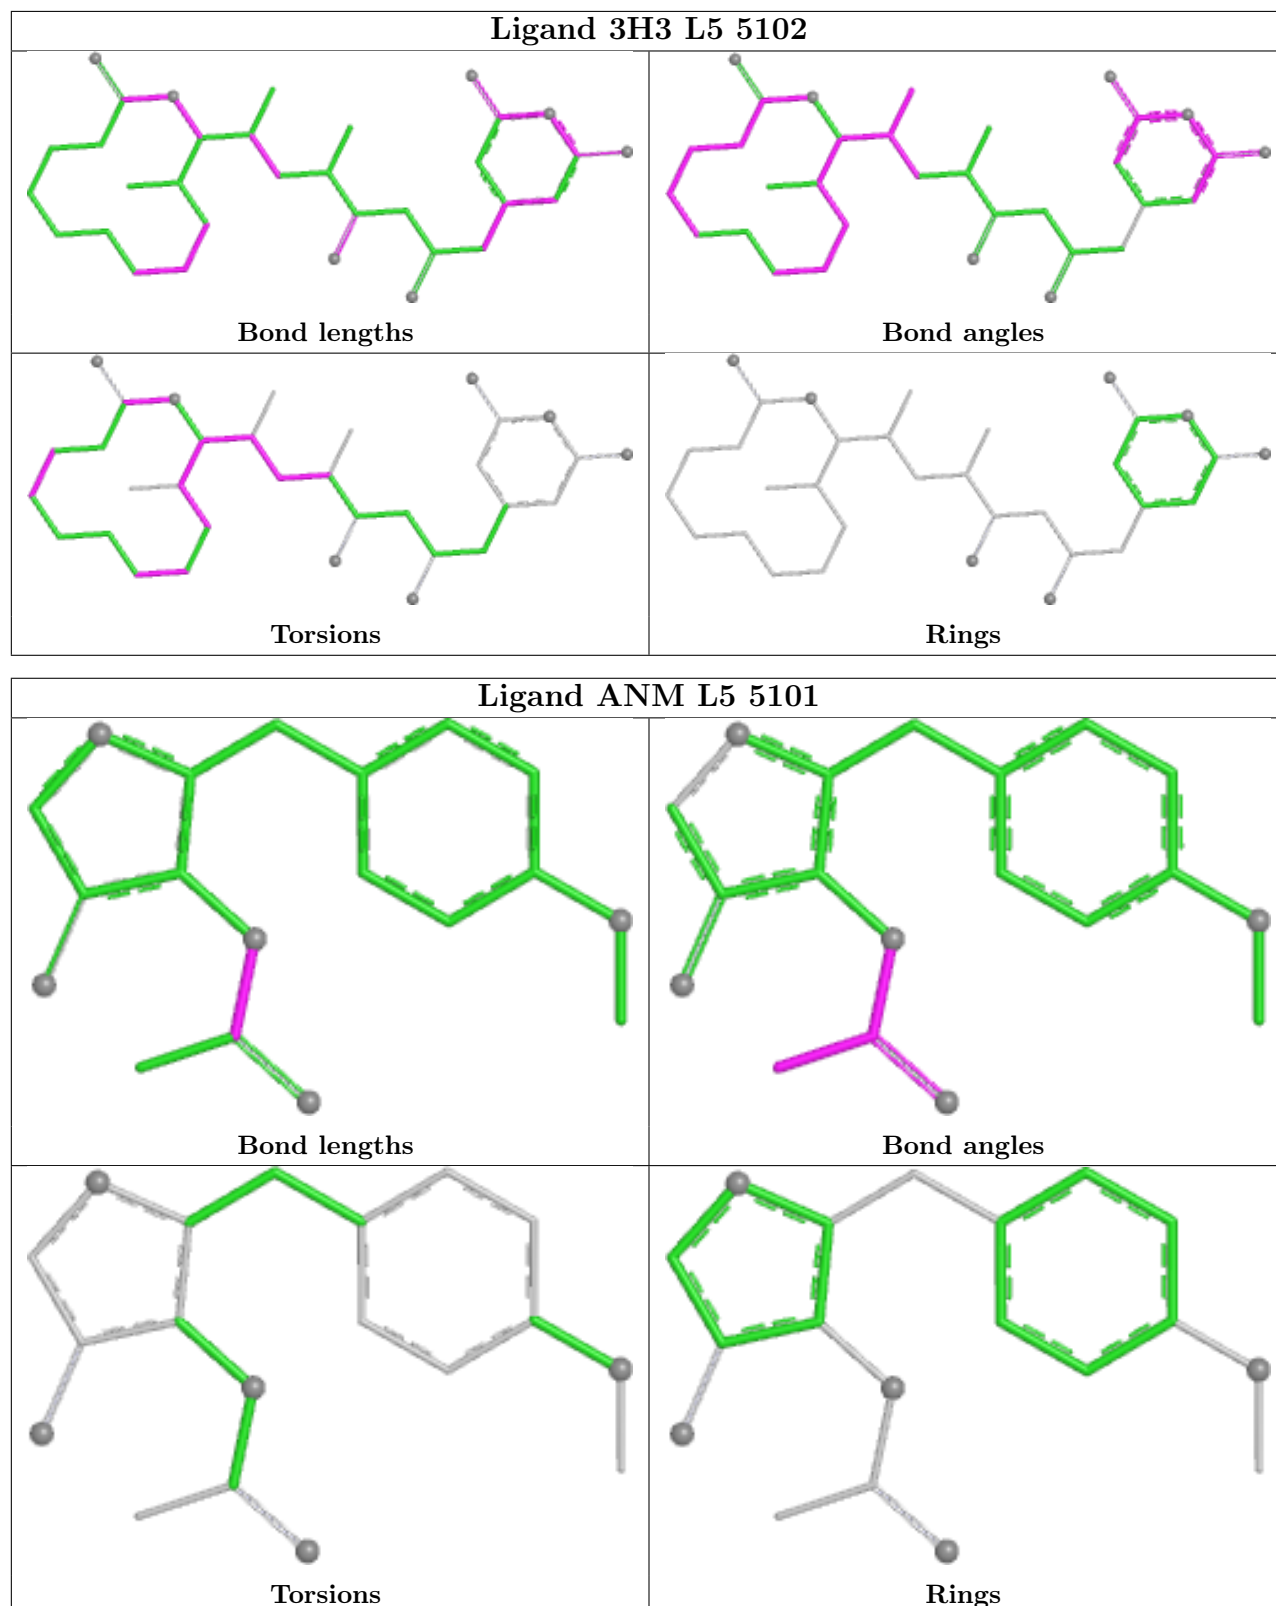 Ligand 3H3 L5 5102
Bond lengths
Bond angles
Torsions
Rings
Ligand ANM L5 5101
Bond lengths
Bond angles
Torsions
Rings